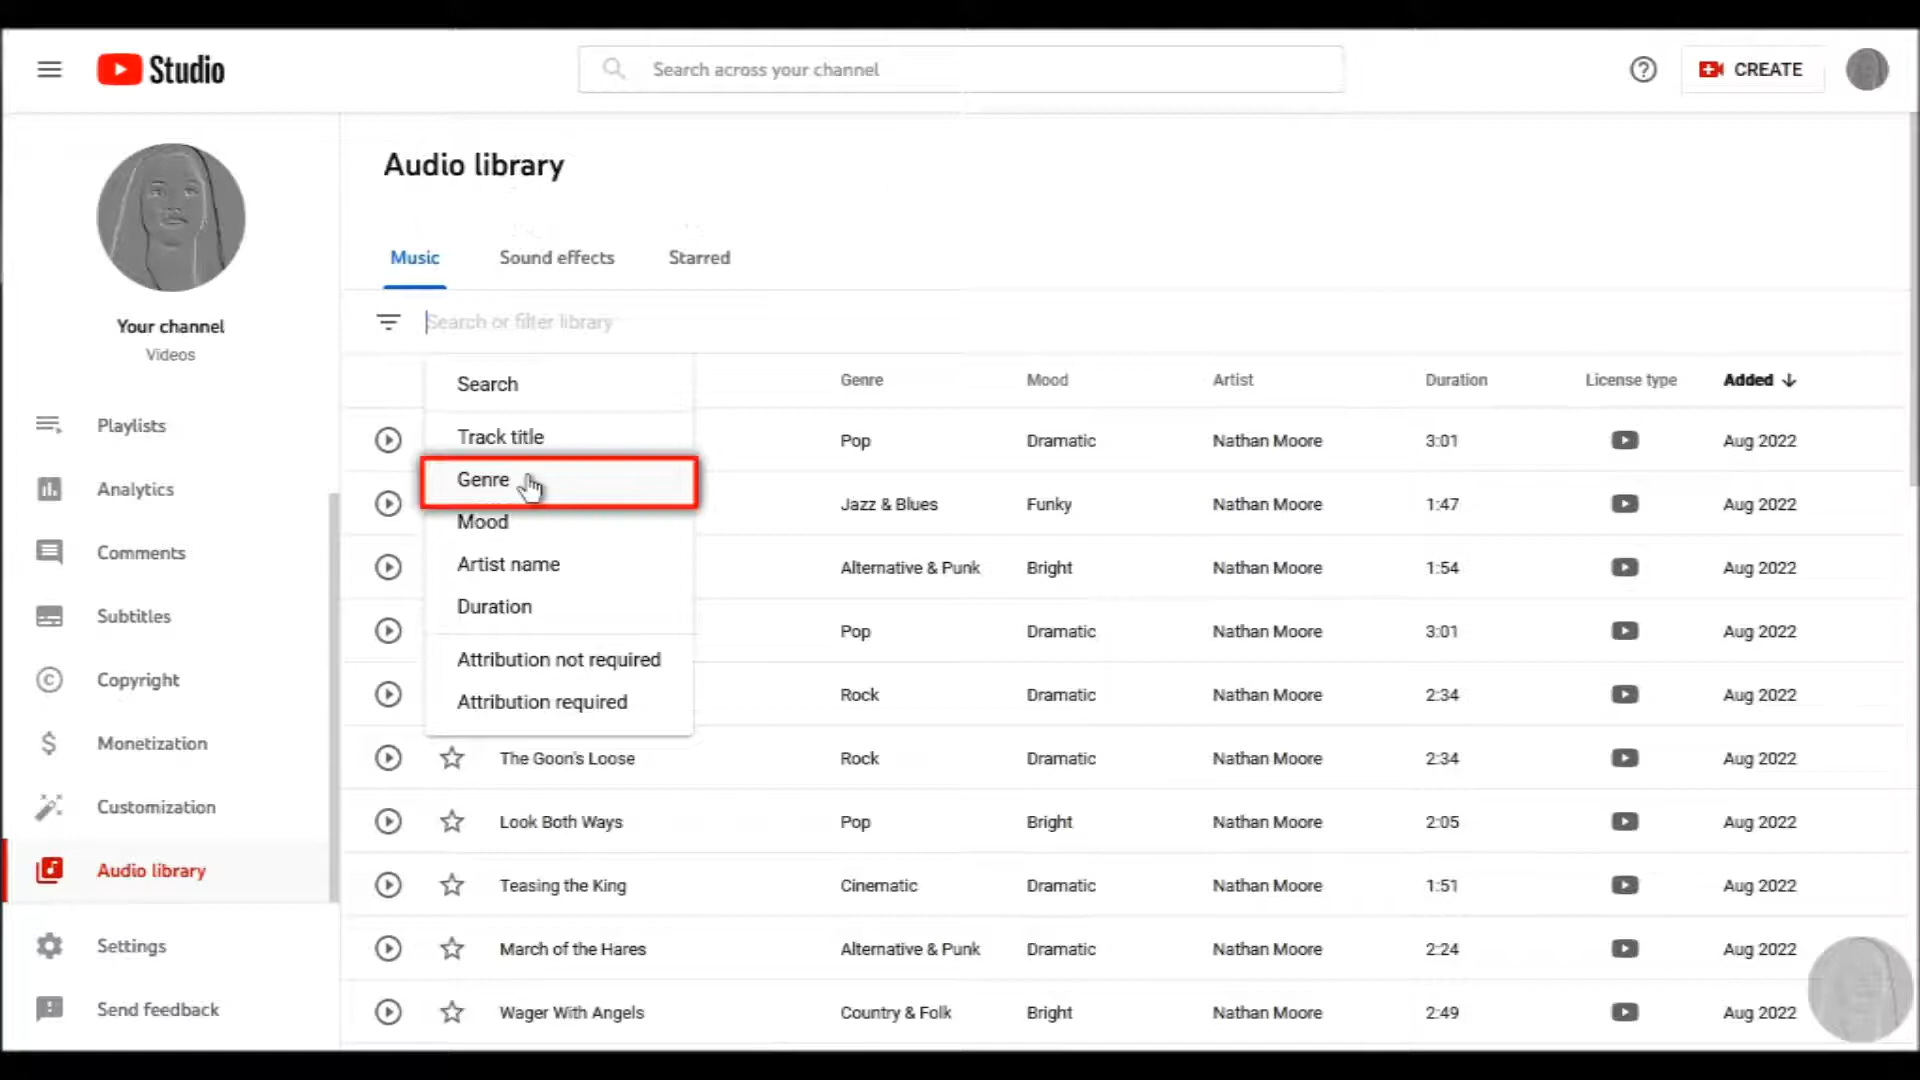 Studio
Search across your channel
CREATE
Your channel
Videos
Playlists
Analytics
Comments
Subtitles
Copyright
Monetization
Customization
Audio library
Settings
Send feedback
Audio library
Music Sound effects Starred
Search or filter library
Search
Track title
Genre
Mood
Artist name
Duration
Attribution not required
Attribution required
Genre Mood Artist Duration License type Added
Pop Dramatic Nathan Moore 3:01 Aug 2022
Jazz & Blues Funky Nathan Moore 1:47 Aug 2022
Alternative & Punk Bright Nathan Moore 1:54 Aug 2022
Pop Dramatic Nathan Moore 3:01 Aug 2022
Rock Dramatic Nathan Moore 2:34 Aug 2022
The Goon's Loose Rock Dramatic Nathan Moore 2:34 Aug 2022
Look Both Ways Pop Bright Nathan Moore 2:05 Aug 2022
Teasing the King Cinematic Dramatic Nathan Moore 1:51 Aug 2022
March of the Hares Alternative & Punk Dramatic Nathan Moore 2:24 Aug 2022
Wager With Angels Country & Folk Bright Nathan Moore 2:49 Aug 2022